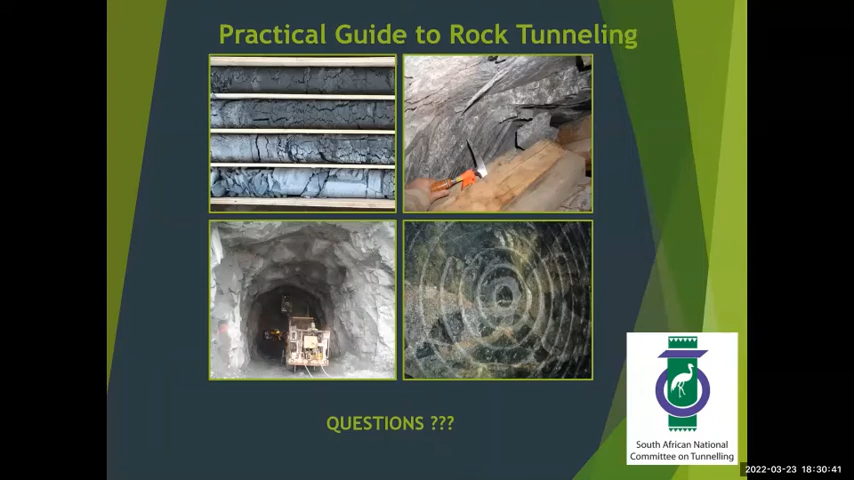 Practical Guide to Rock Tunneling
QUESTIONS ???
South African National
Committee on Tunnelling
2022-03-23 18:30:41